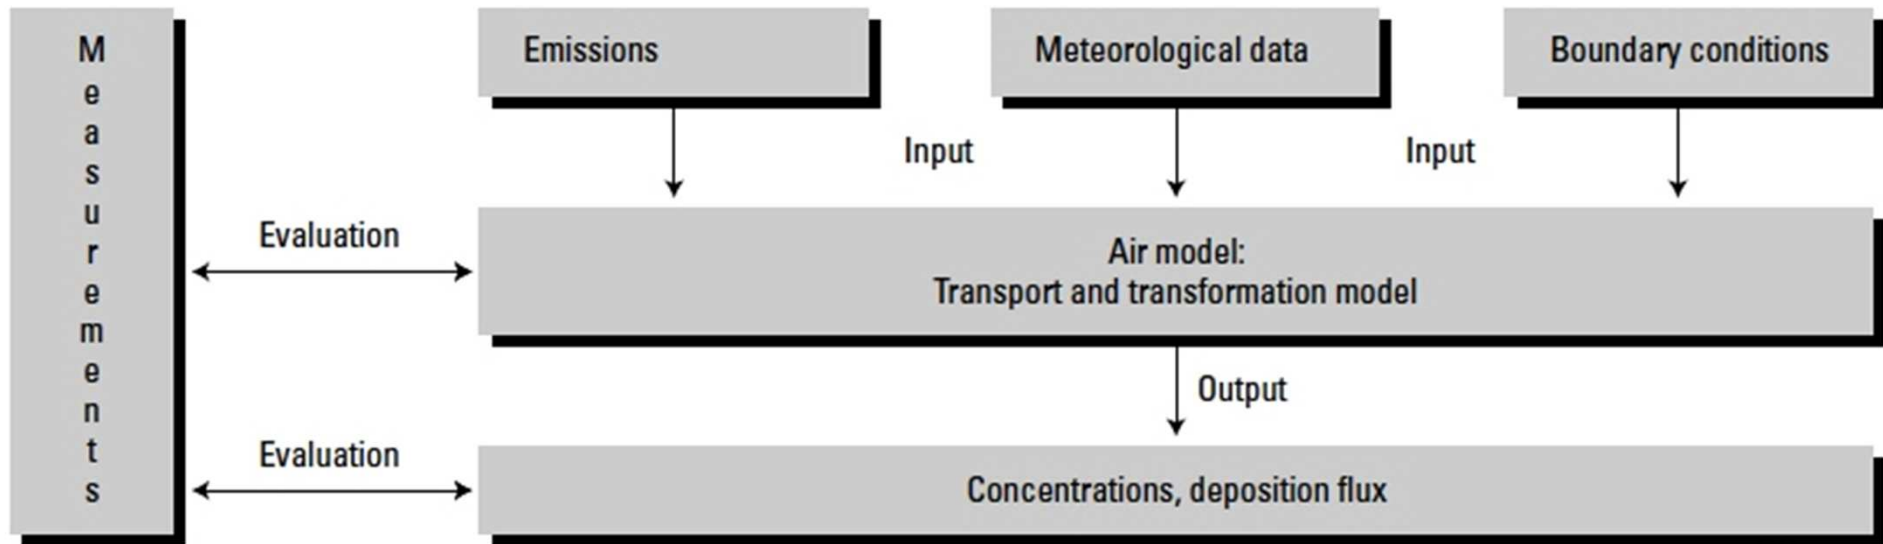 Measurements
Emissions
Meteorological data
Boundary conditions
Input
Input
Evaluation
Air model:
Transport and transformation model
Output
Evaluation
Concentrations, deposition flux